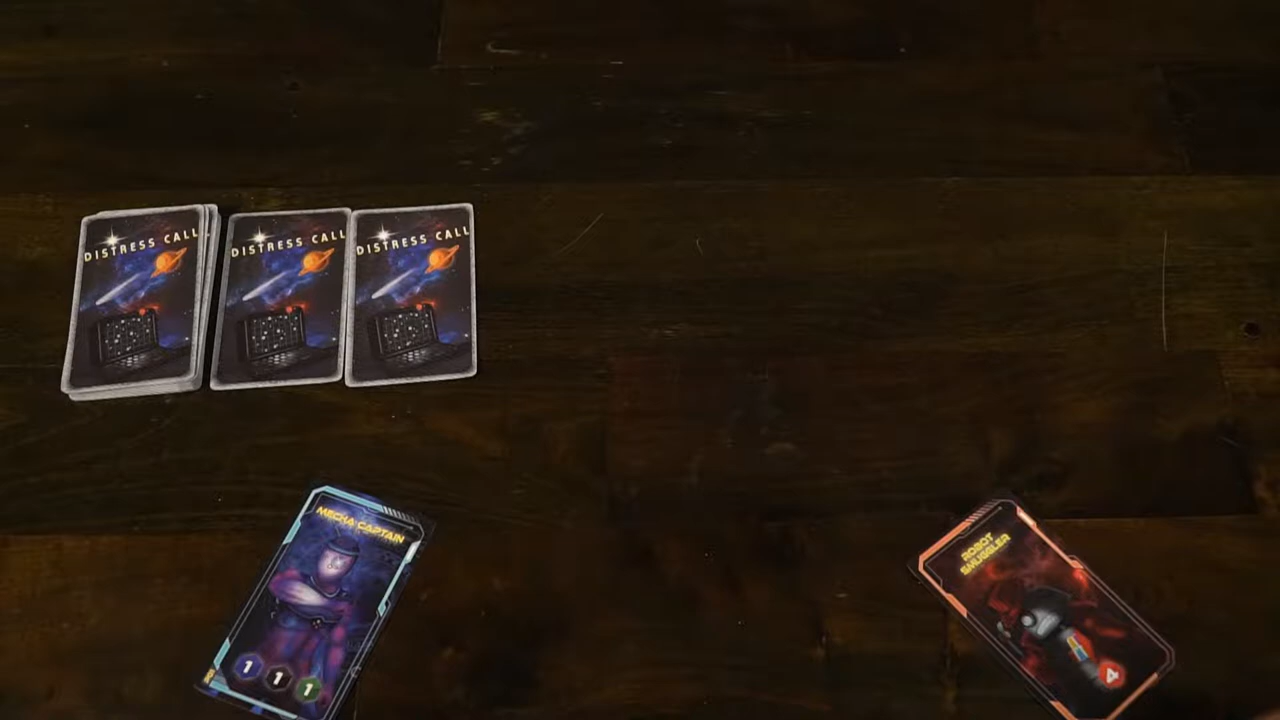 DISTRESS CALL
DISTRESS CALL
DISTRESS CALL
MECHA CAPTAIN
1 1 1
ROBOT
SMUGGLER
4